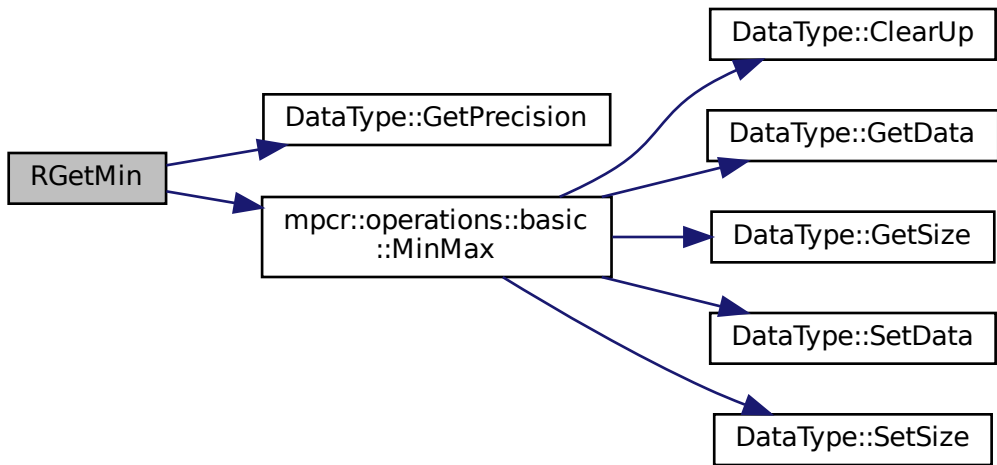 RGetMin
DataType::GetPrecision
mpcr::operations::basic
::MinMax
DataType::ClearUp
DataType::GetData
DataType::GetSize
DataType::SetData
DataType::SetSize